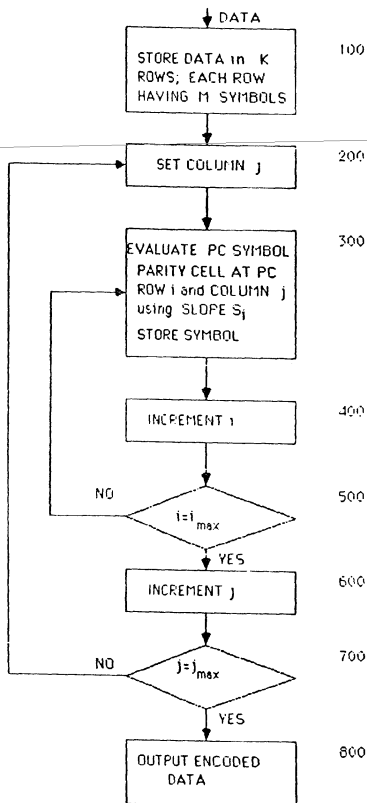 DATA
100
STORE DATA in K
ROWS; EACH ROW
HAVING M SYMBOLS
200
SET COLUMN j
300
EVALUATE PC SYMBOL
PARITY CELL AT PC
ROW i and COLUMN j
using SLOPE Si
STORE SYMBOL
400
INCREMENT i
NO
500
i=imax
YES
600
INCREMENT j
NO
700
j=jmax
YES
800
OUTPUT ENCODED
DATA